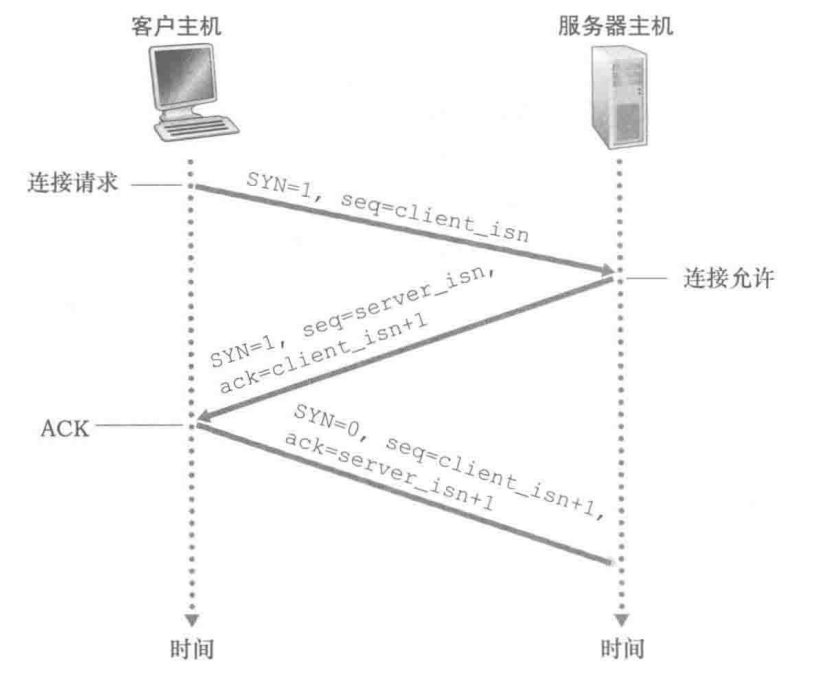 客户主机
服务器主机
连接请求
SYN=1, seq=client_isn
连接允许
SYN=1, seq=server_isn,
ack=client_isn+1
ACK
SYN=0, seq=client_isn+1,
ack=server_isn+1
时间
时间